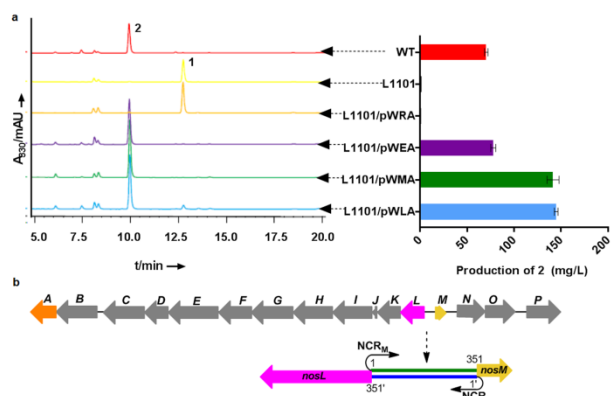 a
2
1
A330/mAU
5.0 7.5 10.0 12.5 15.0 17.5 20.0
t/min
WT
L1101
L1101/pWRA
L1101/pWEA
L1101/pWMA
L1101/pWLA
0 50 100 150 200
Production of 2 (mg/L)
b
A B C D E F G H I J K L M N O P
NCRM
1 351
nosL nosM
351' 1'
NCR